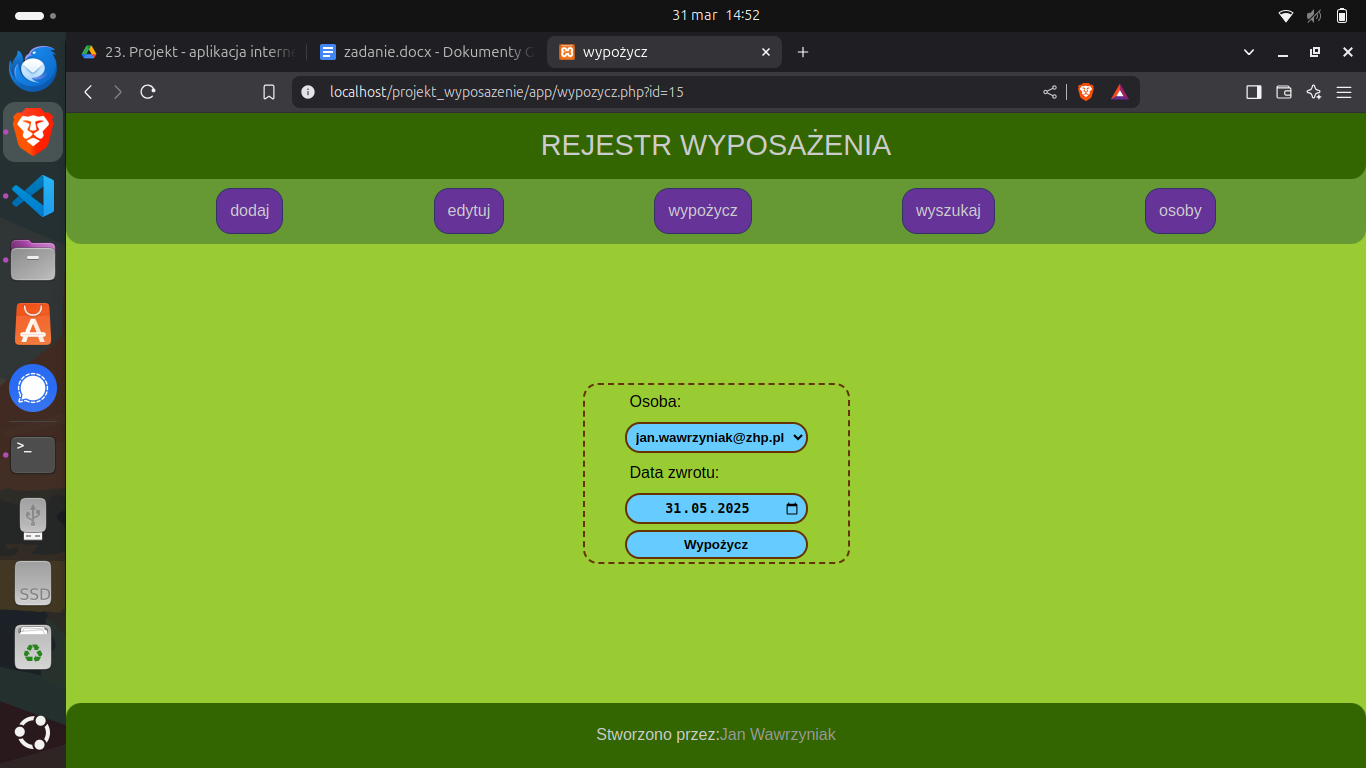 31 mar 14:52
23. Projekt - aplikacja intern
zadanie.docx - Dokumenty
wypożycz
localhost/projekt_wyposazenie/app/wypozycz.php?id=15
REJESTR WYPOSAŻENIA
dodaj
edytuj
wypożycz
wyszukaj
osoby
Osoba:
jan.wawrzyniak@zhp.pl
Data zwrotu:
31.05.2025
Wypożycz
>_
SSD
Stworzono przez:Jan Wawrzyniak